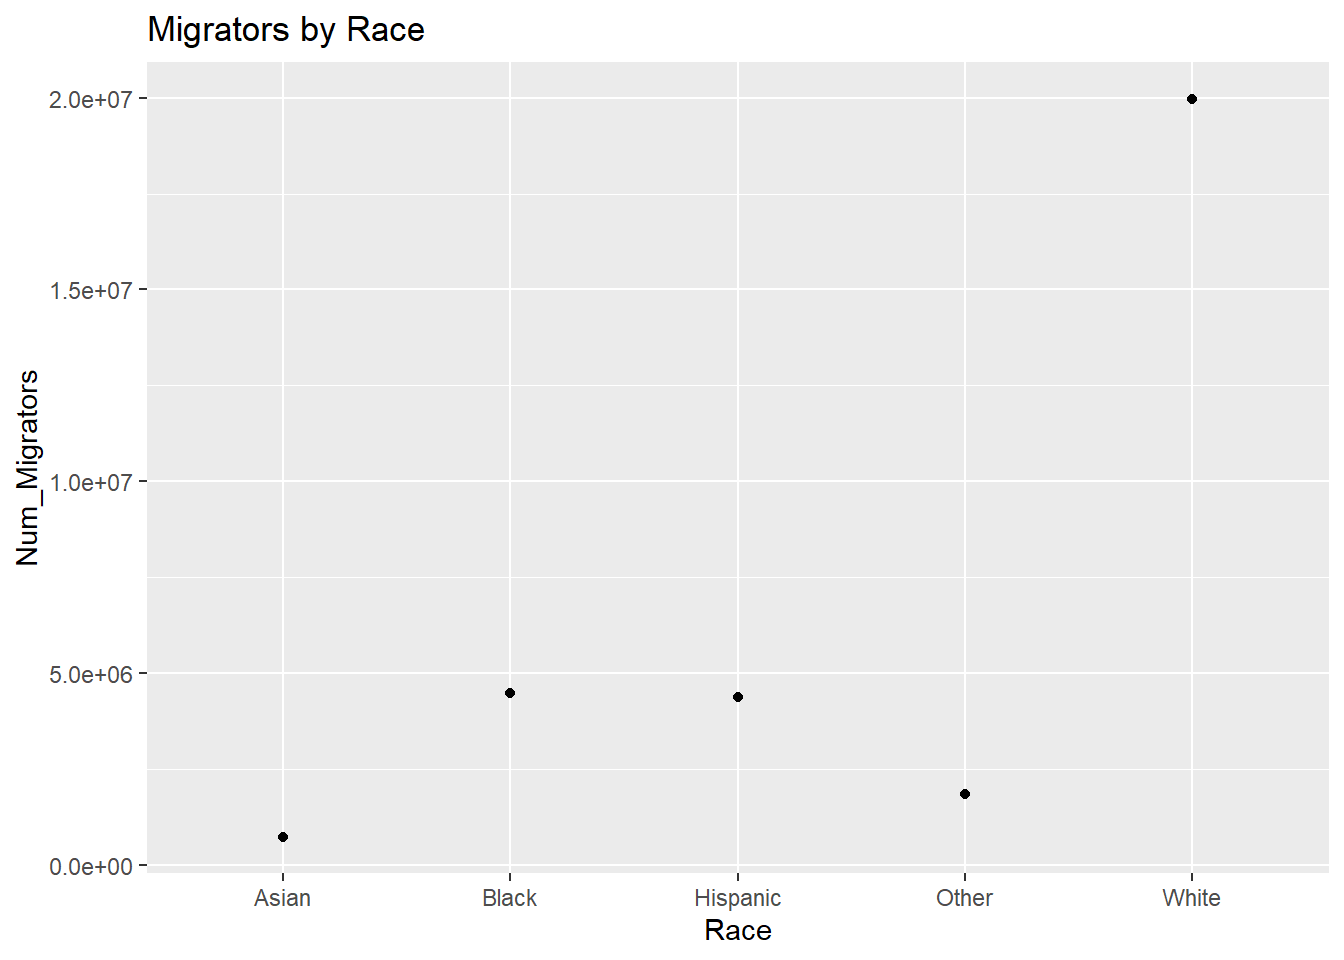 Migrators by Race
2.0e+07
1.5e+07
1.0e+07
5.0e+06
0.0e+00
Num_Migrators
Asian Black Hispanic Other White
Race